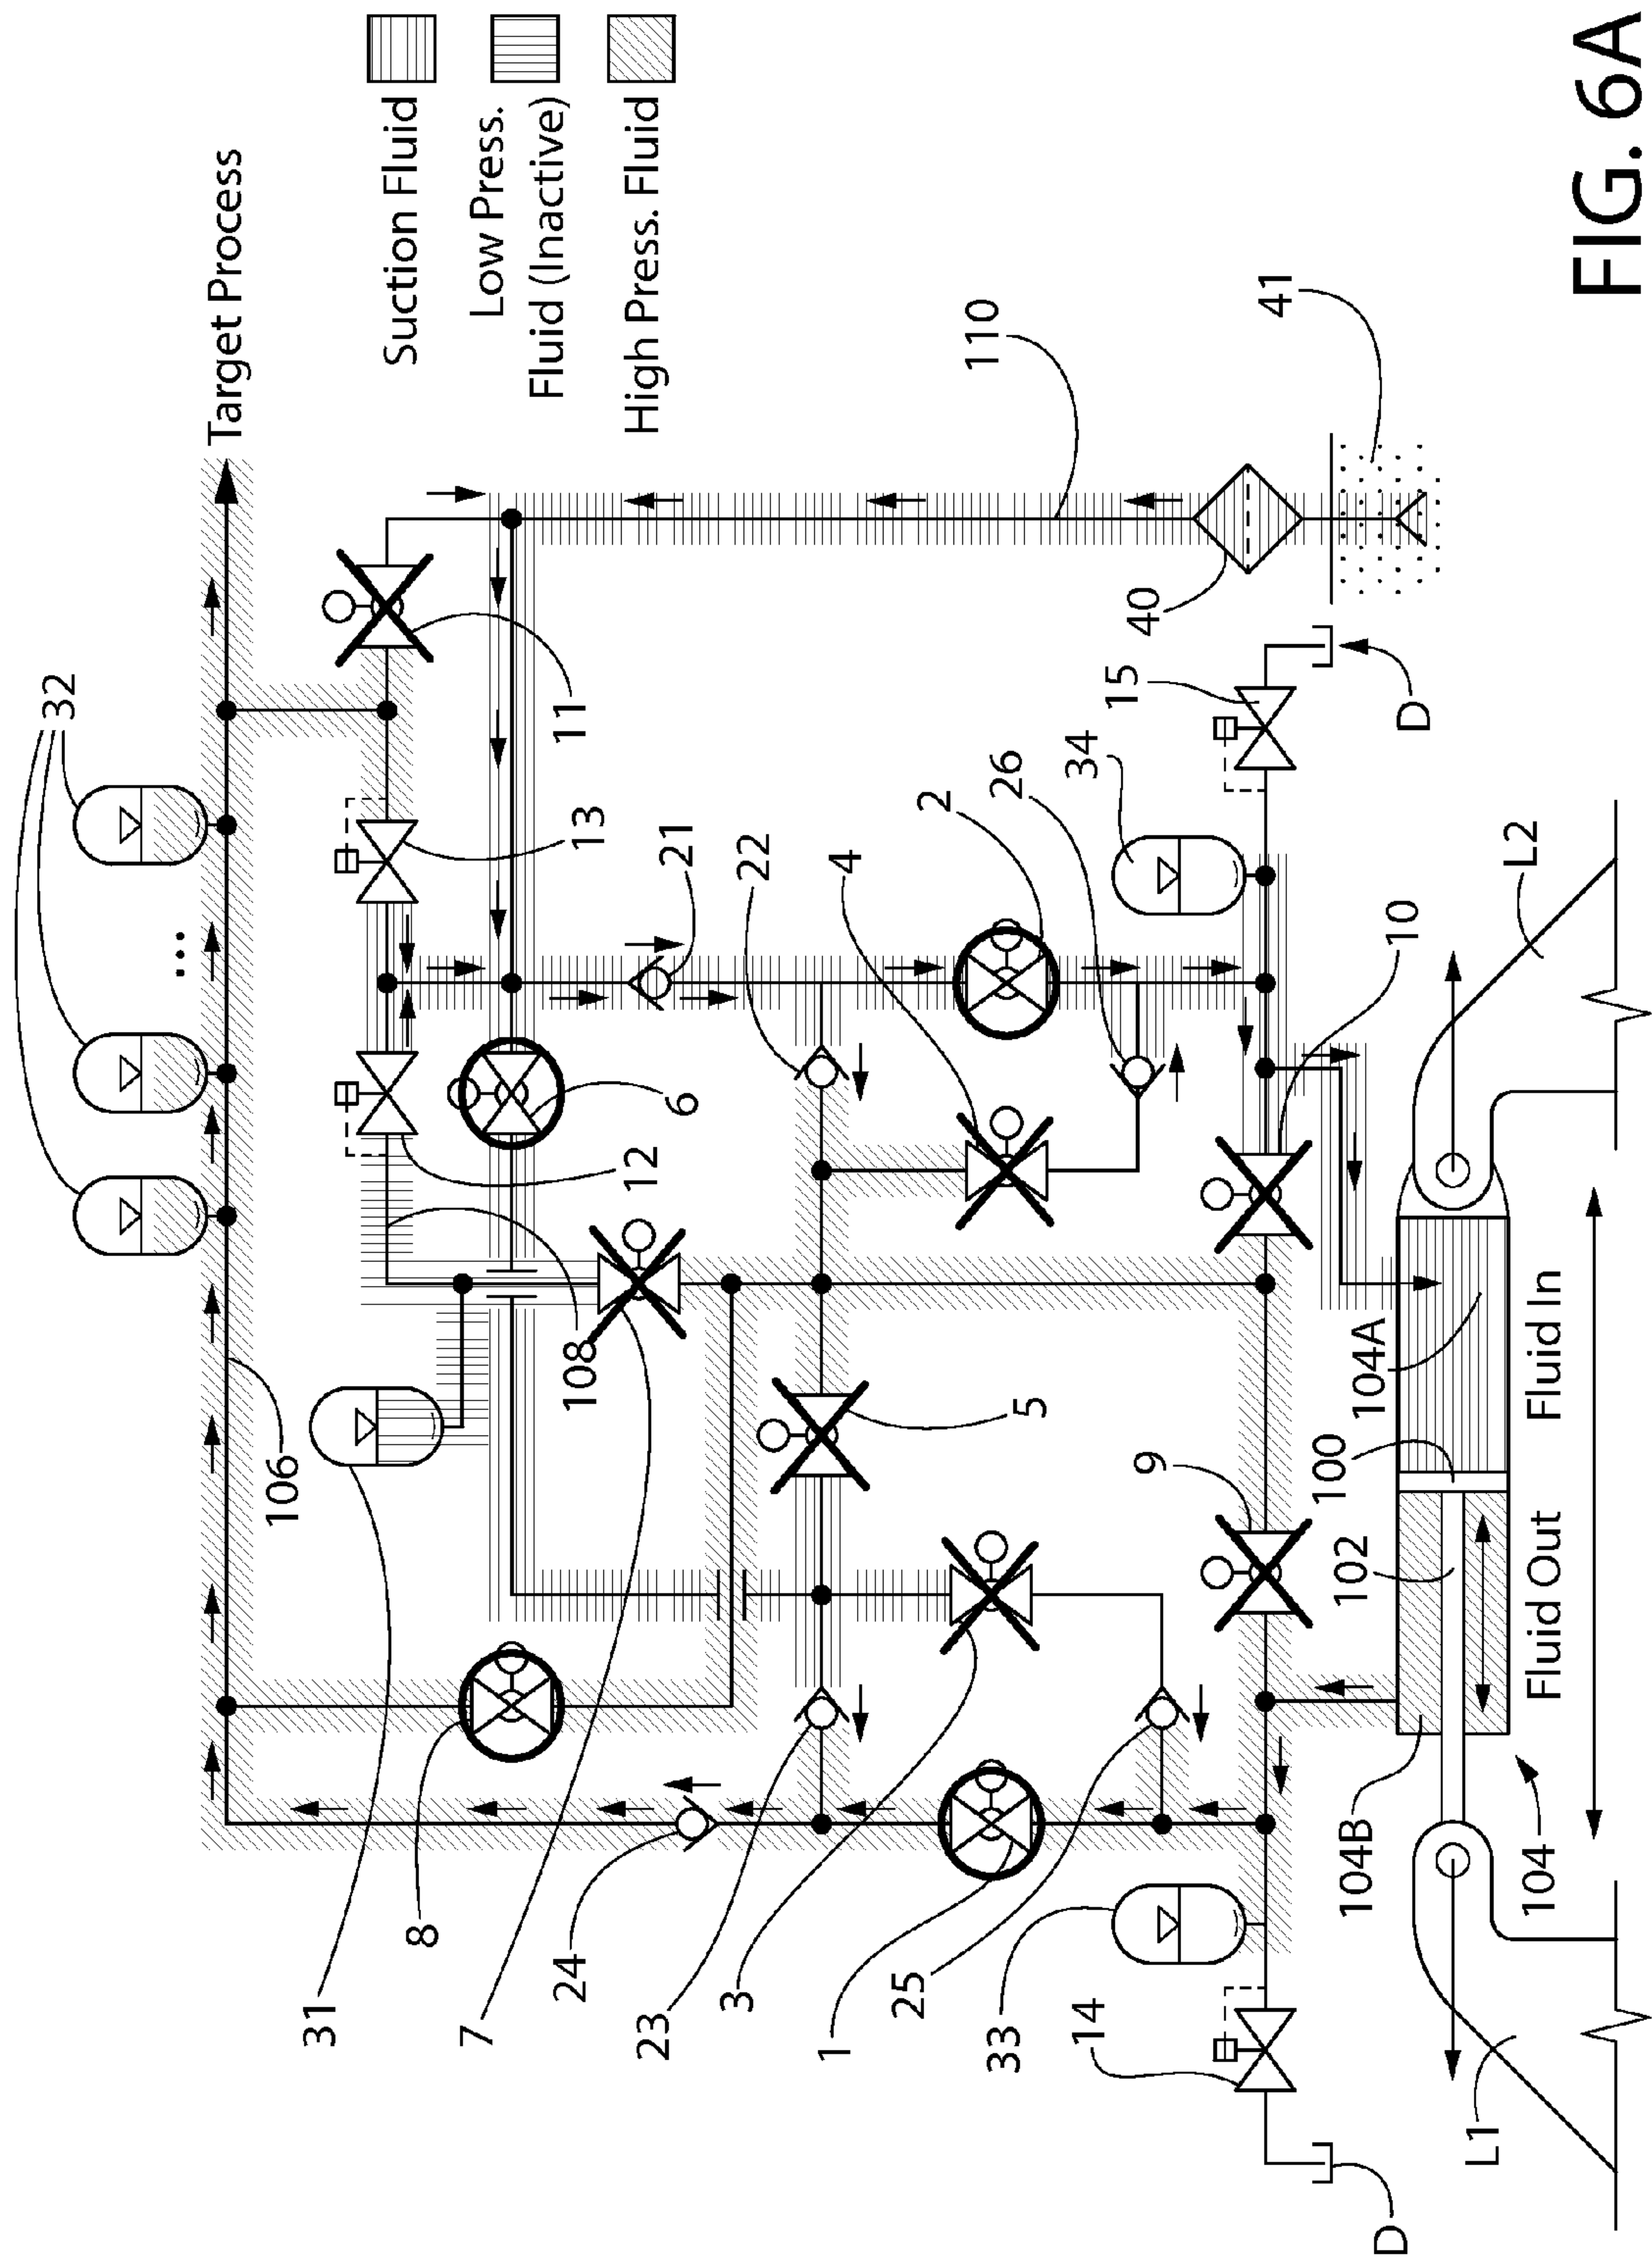 32
Target Process
106
31
Suction Fluid
8
7
Low Press.
Fluid (Inactive)
24
108
11
13
12
High Press. Fluid
23
6
21
3
22
1
4
25
2
33
26
110
5
14
34
15
40
9
41
102
100
104B
104A
D
10
D
L1
L2
104
Fluid Out
Fluid In
FIG. 6A
...